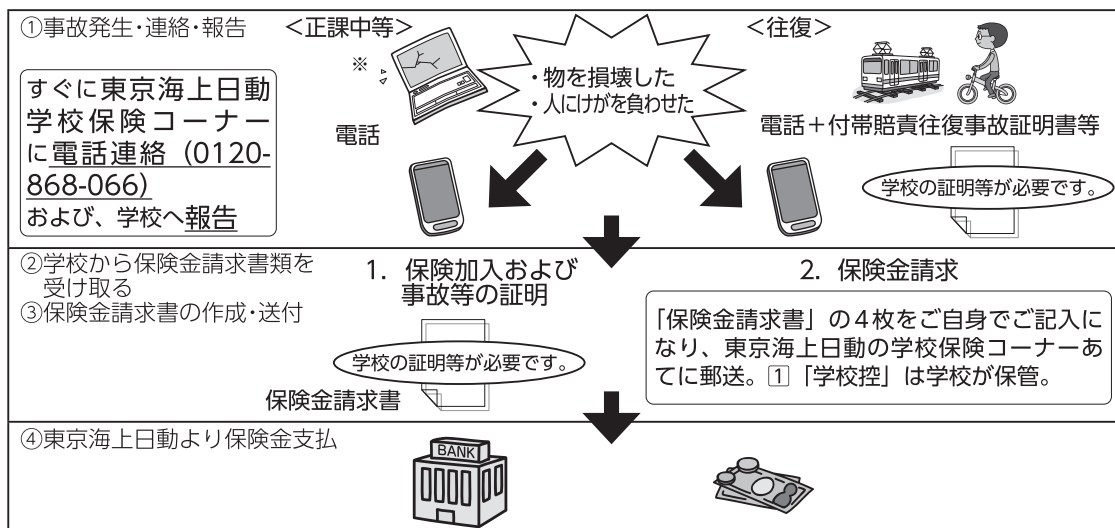 ①事故発生・連絡・報告
すぐに東京海上日動
学校保険コーナー
に電話連絡（0120-
868-066）
および、学校へ報告
＜正課中等＞
※
電話
・物を損壊した
・人にけがを負わせた
＜往復＞
電話＋付帯賠責往復事故証明書等
学校の証明等が必要です。
②学校から保険金請求書類を
受け取る
③保険金請求書の作成・送付
1. 保険加入および
事故等の証明
学校の証明等が必要です。
保険金請求書
2. 保険金請求
「保険金請求書」の4枚をご自身でご記入に
なり、東京海上日動の学校保険コーナーあ
てに郵送。1「学校控」は学校が保管。
④東京海上日動より保険金支払
BANK